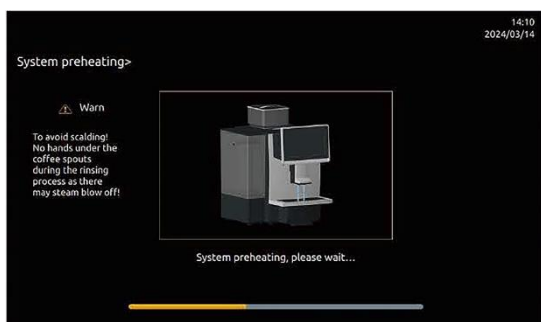 14:10
2024/03/14
System preheating>
Warn
To avoid scalding!
No hands under the
coffee spouts
during the rinsing
process as there
may steam blow off!
System preheating, please wait...